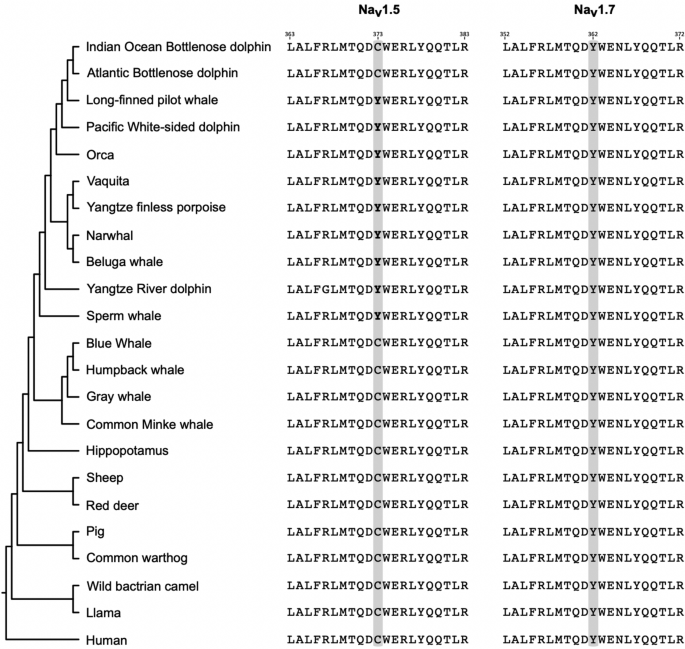 Nav1.5 Nav1.7
363 373 383 352 362 372
Indian Ocean Bottlenose dolphin LALFRLMTQDCWERLYQQTLR LALFRLMTQDYWENLYQQTLR
Atlantic Bottlenose dolphin LALFRLMTQDCWERLYQQTLR LALFRLMTQDYWENLYQQTLR
Long-finned pilot whale LALFRLMTQDYWERLYQQTLR LALFRLMTQDYWENLYQQTLR
Pacific White-sided dolphin LALFRLMTQDYWERLYQQTLR LALFRLMTQDYWENLYQQTLR
Orca LALFRLMTQDYWERLYQQTLR LALFRLMTQDYWENLYQQTLR
Vaquita LALFRLMTQDYWERLYQQTLR LALFRLMTQDYWENLYQQTLR
Yangtze finless porpoise LALFRLMTQDYWERLYQQTLR LALFRLMTQDYWENLYQQTLR
Narwhal LALFRLMTQDYWERLYQQTLR LALFRLMTQDYWENLYQQTLR
Beluga whale LALFRLMTQDYWERLYQQTLR LALFRLMTQDYWENLYQQTLR
Yangtze River dolphin LALFGLMTQDYWERLYQQTLR LALFRLMTQDYWENLYQQTLR
Sperm whale LALFRLMTQDYWERLYQQTLR LALFRLMTQDYWENLYQQTLR
Blue Whale LALFRLMTQDCWERLYQQTLR LALFRLMTQDYWENLYQQTLR
Humpback whale LALFRLMTQDCWERLYQQTLR LALFRLMTQDYWENLYQQTLR
Gray whale LALFRLMTQDCWERLYQQTLR LALFRLMTQDYWENLYQQTLR
Common Minke whale LALFRLMTQDCWERLYQQTLR LALFRLMTQDYWENLYQQTLR
Hippopotamus LALFRLMTQDCWERLYQQTLR LALFRLMTQDYWENLYQQTLR
Sheep LALFRLMTQDCWERLYQQTLR LALFRLMTQDYWENLYQQTLR
Red deer LALFRLMTQDCWERLYQQTLR LALFRLMTQDYWENLYQQTLR
Pig LALFRLMTQDCWERLYQQTLR LALFRLMTQDYWENLYQQTLR
Common warthog LALFRLMTQDCWERLYQQTLR LALFRLMTQDYWENLYQQTLR
Wild bactrian camel LALFRLMTQDCWERLYQQTLR LALFRLMTQDYWENLYQQTLR
Llama LALFRLMTQDCWERLYQQTLR LALFRLMTQDYWENLYQQTLR
Human LALFRLMTQDCWERLYQQTLR LALFRLMTQDYWENLYQQTLR